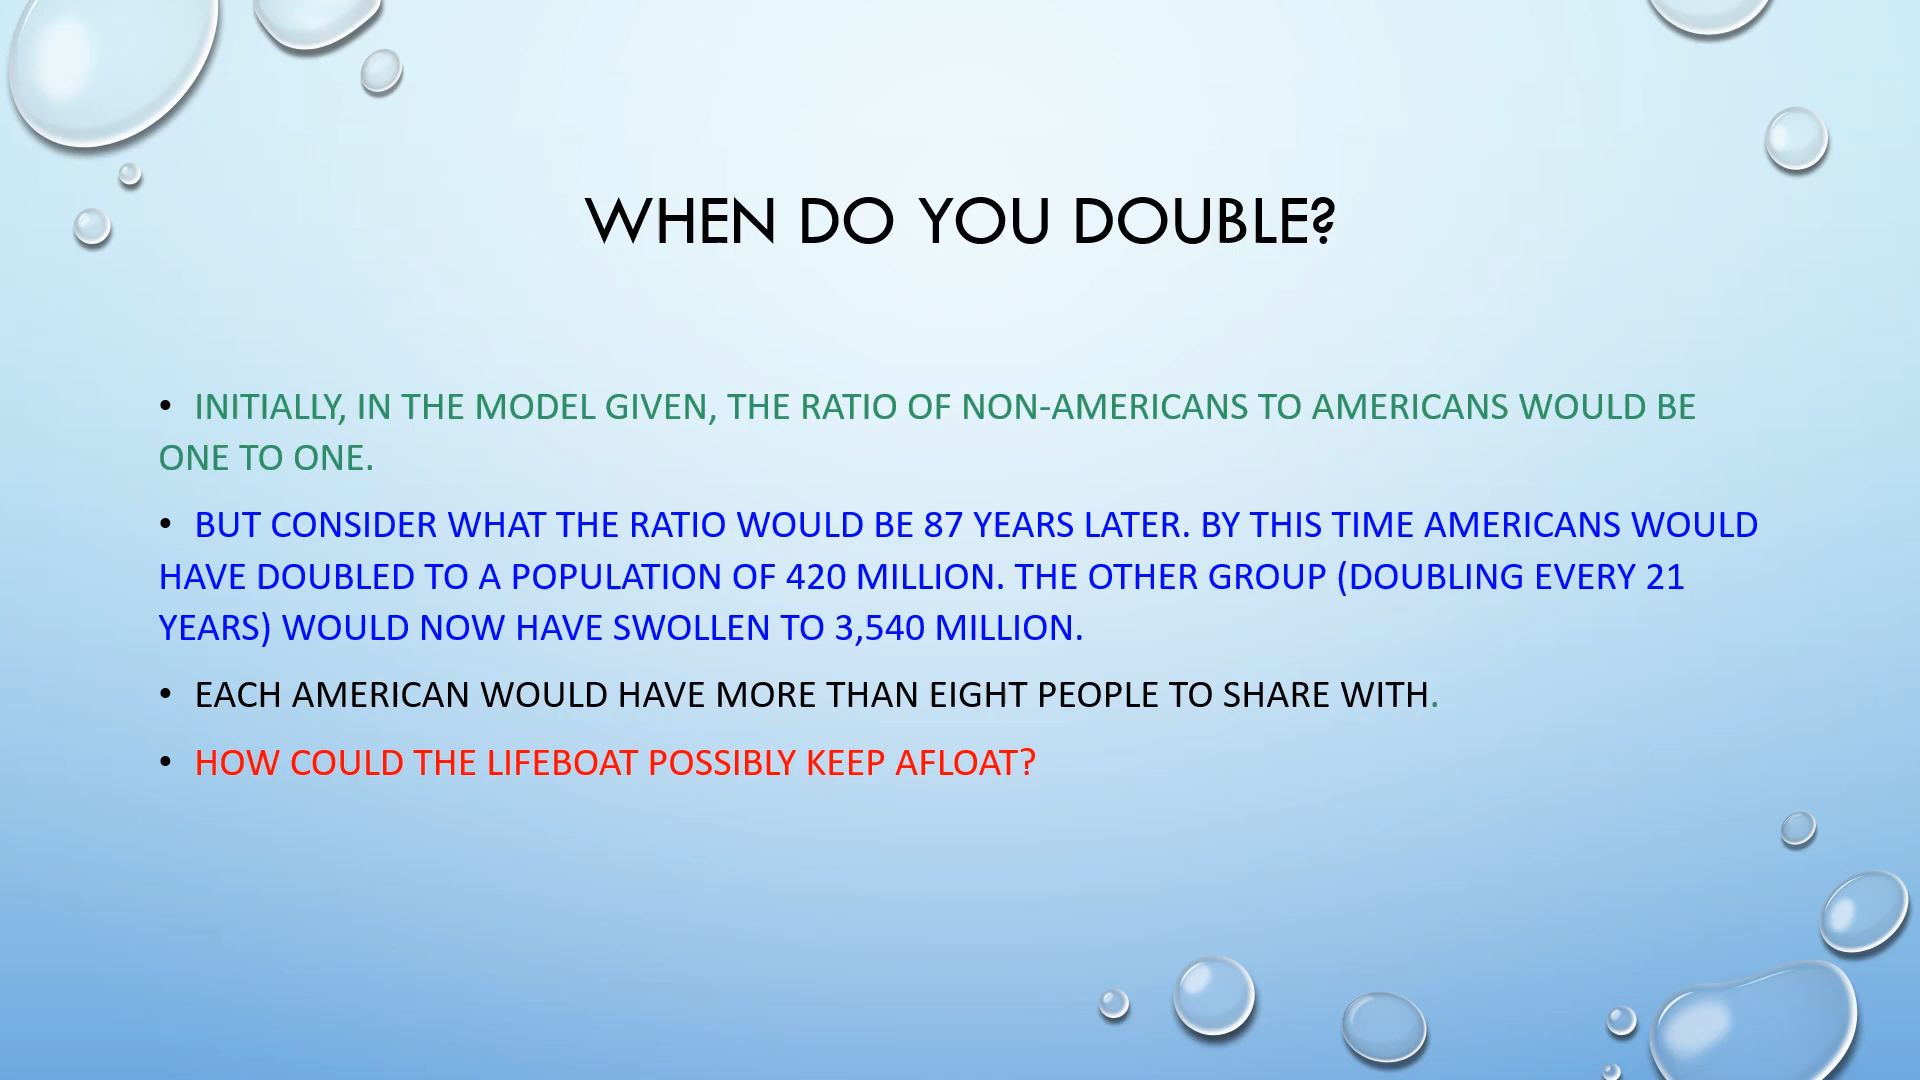 WHEN DO YOU DOUBLE?
• INITIALLY, IN THE MODEL GIVEN, THE RATIO OF NON-AMERICANS TO AMERICANS WOULD BE
ONE TO ONE.
• BUT CONSIDER WHAT THE RATIO WOULD BE 87 YEARS LATER. BY THIS TIME AMERICANS WOULD
HAVE DOUBLED TO A POPULATION OF 420 MILLION. THE OTHER GROUP (DOUBLING EVERY 21
YEARS) WOULD NOW HAVE SWOLLEN TO 3,540 MILLION.
• EACH AMERICAN WOULD HAVE MORE THAN EIGHT PEOPLE TO SHARE WITH.
• HOW COULD THE LIFEBOAT POSSIBLY KEEP AFLOAT?